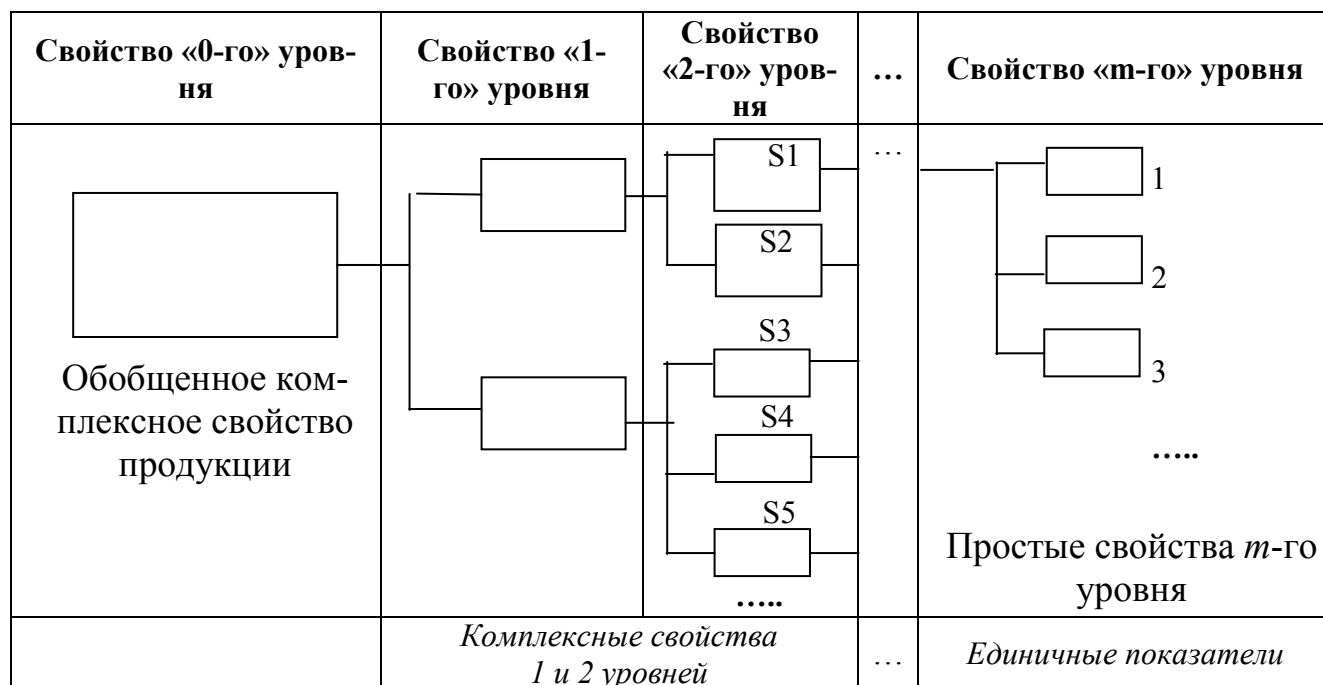 Свойство «0-го» уров-
ня
Свойство «1-
го» уровня
Свойство
«2-го» уров-
ня
...
Свойство «m-го» уровня
S1
S2
S3
S4
S5
…..
...
1
2
3
…..
Обобщенное ком-
плексное свойство
продукции
Простые свойства m-го
уровня
Комплексные свойства
1 и 2 уровней
...
Единичные показатели